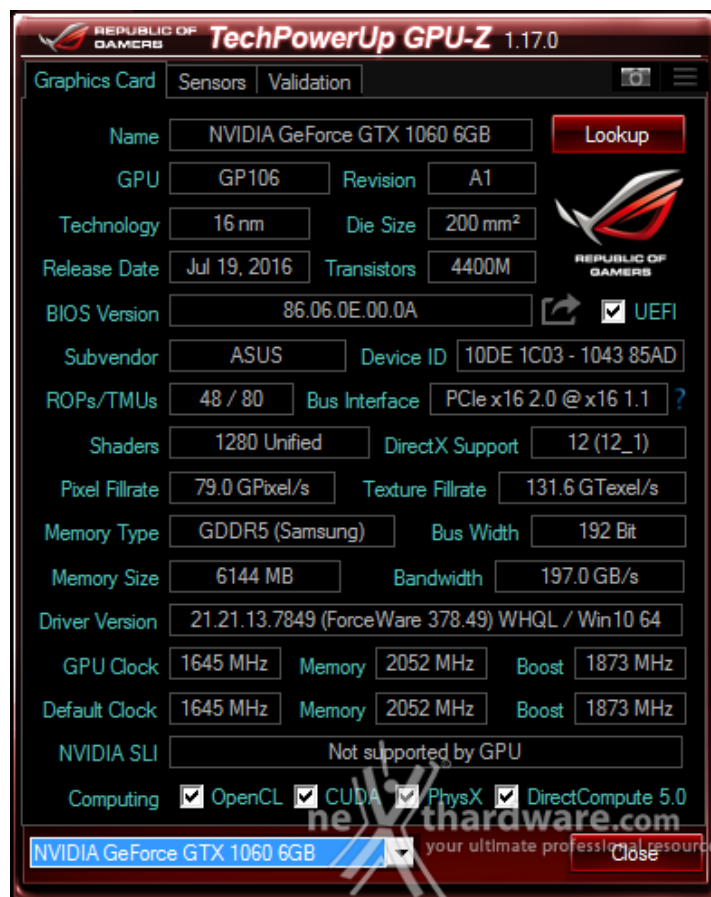 REPUBLIC OF GAMERS TechPowerUp GPU-Z 1.17.0
Graphics Card Sensors Validation
Name NVIDIA GeForce GTX 1060 6GB Lookup
GPU GP106 Revision A1
Technology 16 nm Die Size 200 mm²
REPUBLIC OF
GAMERS
Release Date Jul 19, 2016 Transistors 4400M
BIOS Version 86.06.0E.00.0A UEFI
Subvendor ASUS Device ID 10DE 1C03 - 1043 85AD
ROPs/TMUs 48 / 80 Bus Interface PCIe x16 2.0 @ x16 1.1 ?
Shaders 1280 Unified DirectX Support 12 (12_1)
Pixel Fillrate 79.0 GPixel/s Texture Fillrate 131.6 GTexel/s
Memory Type GDDR5 (Samsung) Bus Width 192 Bit
Memory Size 6144 MB Bandwidth 197.0 GB/s
Driver Version 21.21.13.7849 (ForceWare 378.49) WHQL / Win10 64
GPU Clock 1645 MHz Memory 2052 MHz Boost 1873 MHz
Default Clock 1645 MHz Memory 2052 MHz Boost 1873 MHz
NVIDIA SLI Not supported by GPU
Computing OpenCL CUDA PhysX DirectCompute 5.0
nexthardware.com
your ultimate professional resource
NVIDIA GeForce GTX 1060 6GB Close